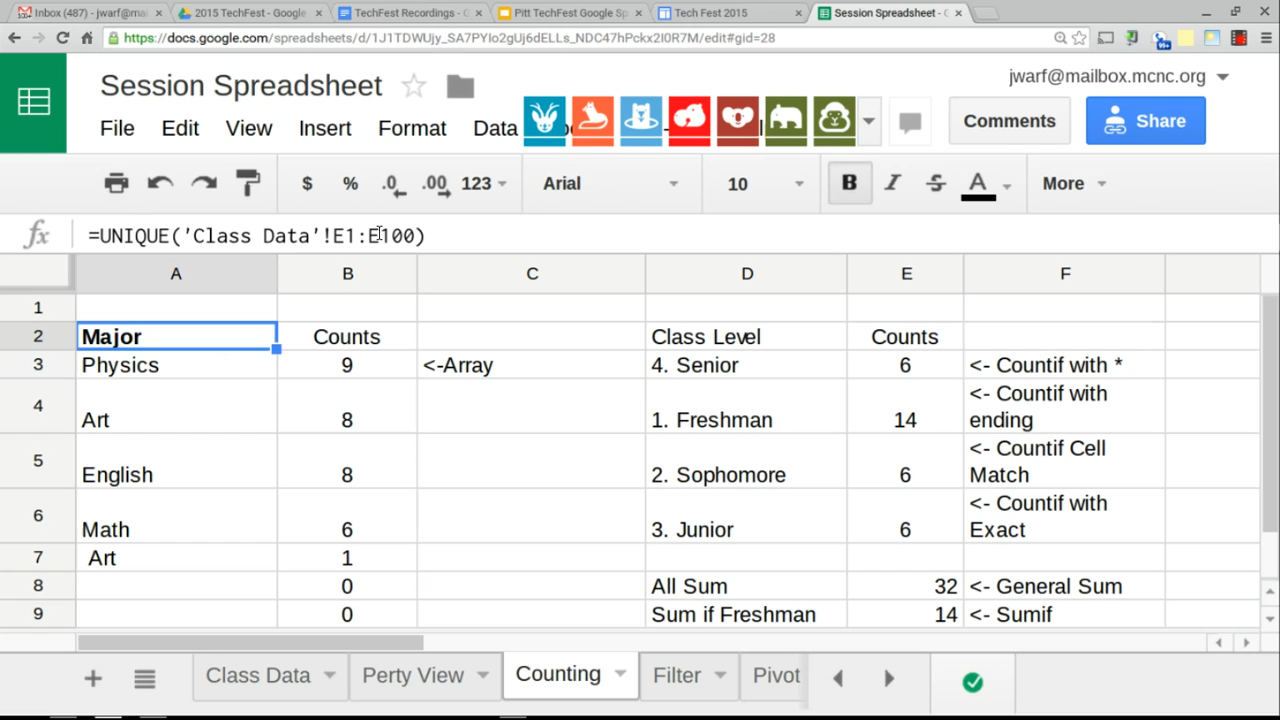 Inbox (487) - jwarf@mai
2015 TechFest - Google
TechFest Recordings - G
Pitt TechFest Google Sp
Tech Fest 2015
Session Spreadsheet - G
https://docs.google.com/spreadsheets/d/1J1TDWUjy_SA7PYIo2gUj6dELLs_NDC47hPckx2I0R7M/edit#gid=28
99+
Session Spreadsheet
jwarf@mailbox.mcnc.org
File Edit View Insert Format Data
Comments
Share
$ % .0 .00 123 Arial 10 B I S A More
fx =UNIQUE('Class Data'!E1:E100)
A B C D E F
1
2 Major Counts Class Level Counts
3 Physics 9 <-Array 4. Senior 6 <- Countif with *
4 Art 8 1. Freshman 14 <- Countif with
ending
5 English 8 2. Sophomore 6 <- Countif Cell
Match
6 Math 6 3. Junior 6 <- Countif with
Exact
7 Art 1
8 0 All Sum 32 <- General Sum
9 0 Sum if Freshman 14 <- Sumif
Class Data Perty View Counting Filter Pivot